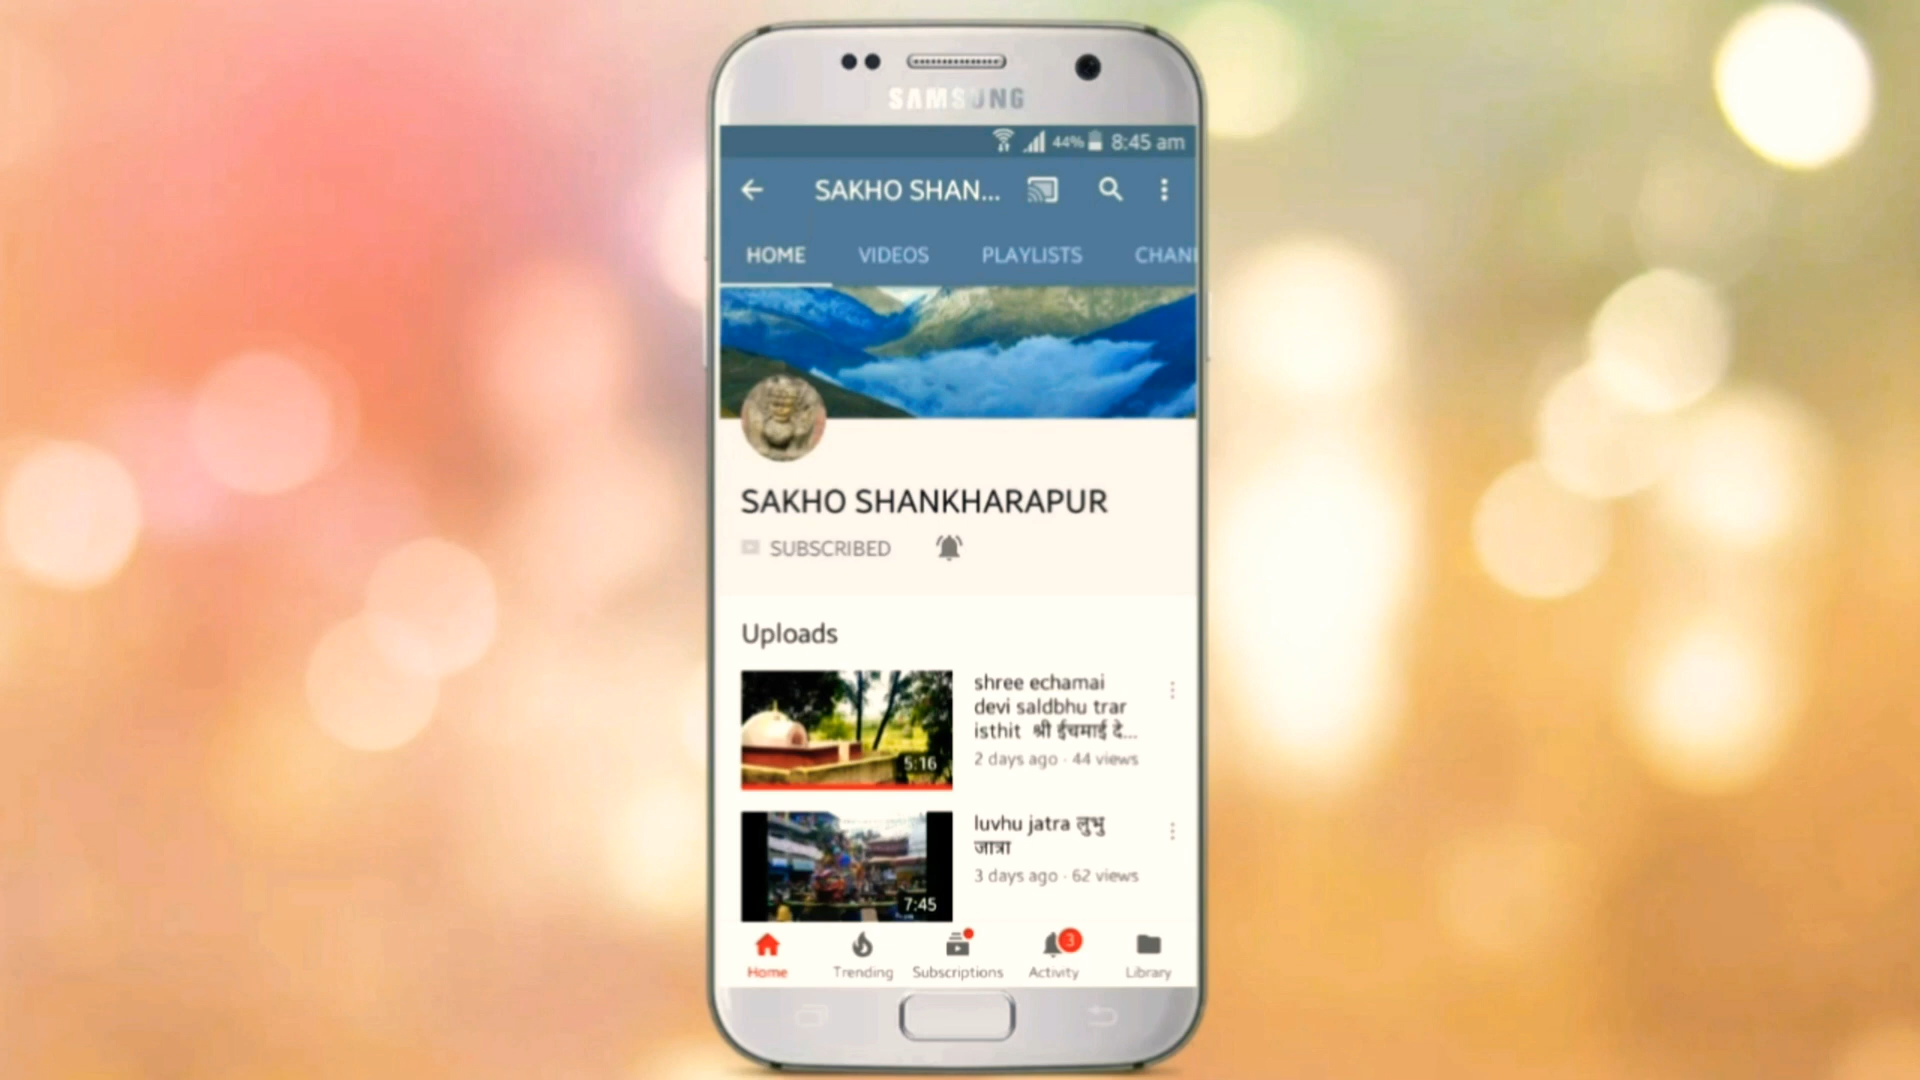 SAMSUNG
44% 8:45 am
SAKHO SHAN...
HOME VIDEOS PLAYLISTS CHAN
SAKHO SHANKHARAPUR
SUBSCRIBED
Uploads
shree echamai
devi saldbhu trar
isthit श्री ईचमाई दे...
2 days ago · 44 views
5:16
luvhu jatra लुभु
जात्रा
3 days ago · 62 views
7:45
3
Home Trending Subscriptions Activity Library